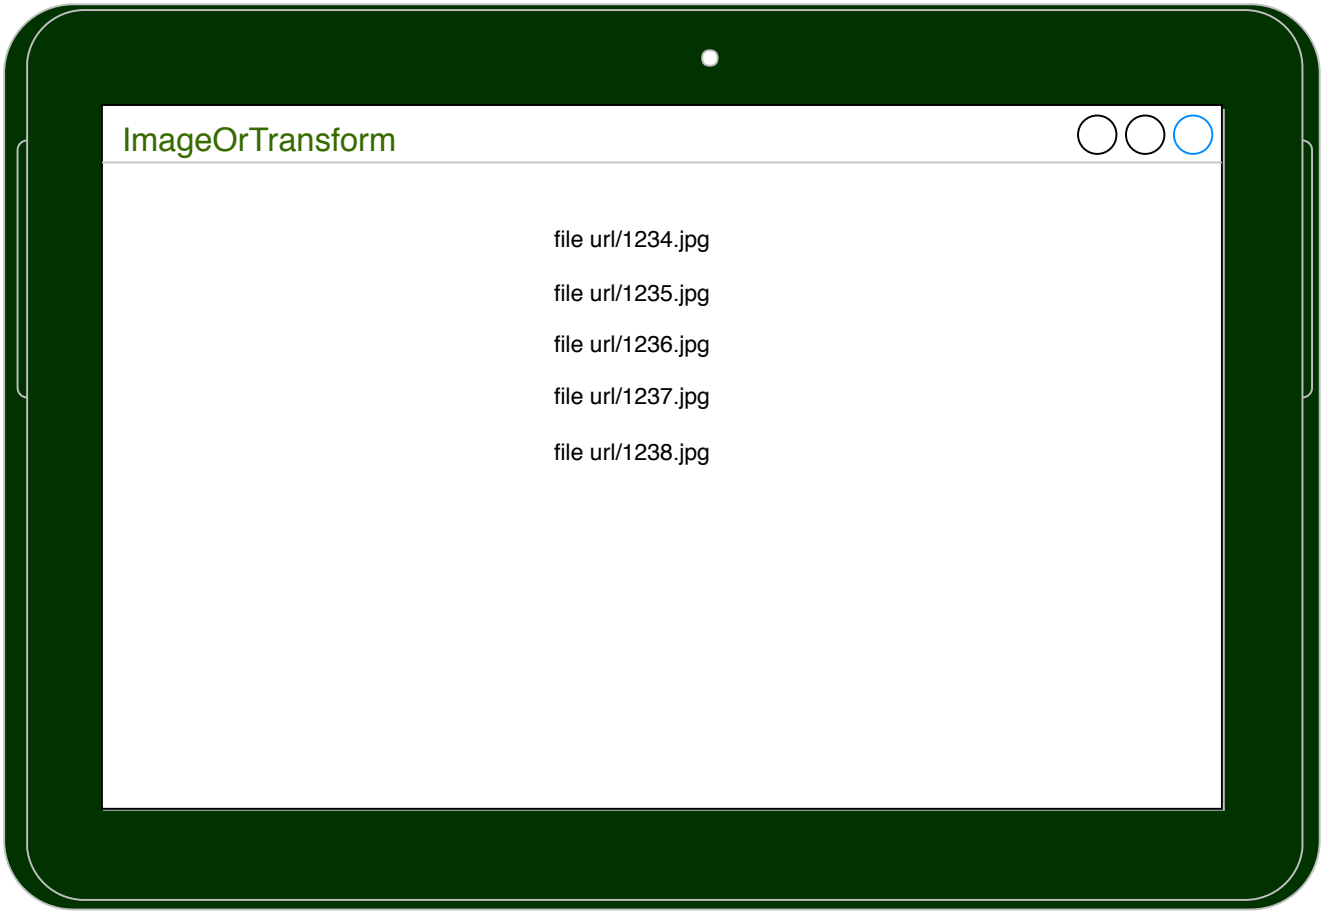 ImageOrTransform
file url/1234.jpg
file url/1235.jpg
file url/1236.jpg
file url/1237.jpg
file url/1238.jpg